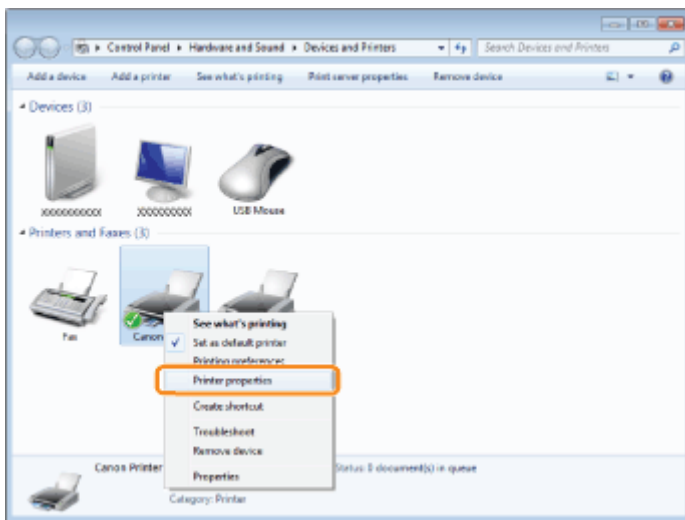 Control Panel ▸ Hardware and Sound ▸ Devices and Printers
Search Devices and Printers
Add a device Add a printer See what's printing Print server properties Remove device
Devices (3)
XXXXXXXXXX XXXXXXXXX USB Mouse
Printers and Faxes (3)
Fax Canon
See what's printing
Set as default printer
Printing preferences
Printer properties
Create shortcut
Troubleshoot
Remove device
Properties
Canon Printer Status: 0 document(s) in queue
Category: Printer